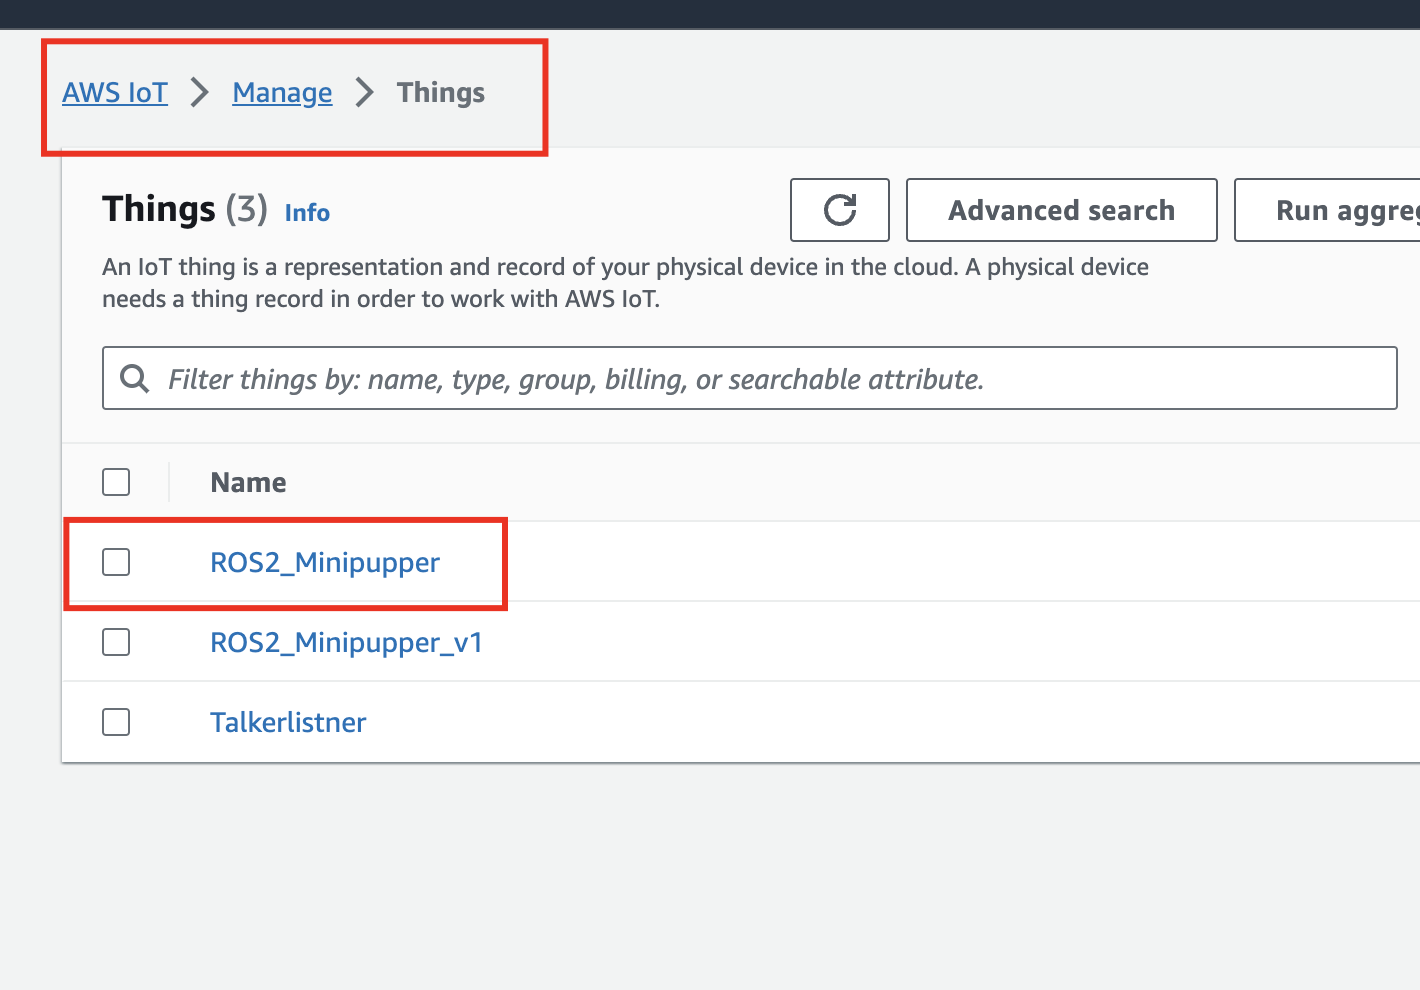 AWS IoT > Manage > Things
Things (3) Info
Advanced search
Run aggreg
An IoT thing is a representation and record of your physical device in the cloud. A physical device
needs a thing record in order to work with AWS IoT.
Filter things by: name, type, group, billing, or searchable attribute.
Name
ROS2_Minipupper
ROS2_Minipupper_v1
Talkerlistner